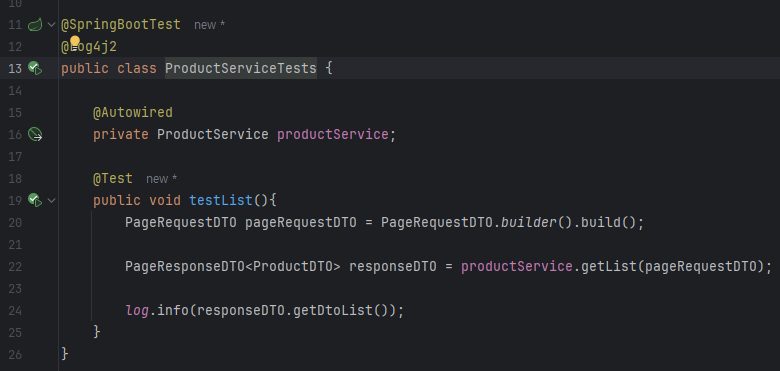 10
11 @SpringBootTest new *
12 @Log4j2
13 public class ProductServiceTests {
14
15 @Autowired
16 private ProductService productService;
17
18 @Test new *
19 public void testList(){
20 PageRequestDTO pageRequestDTO = PageRequestDTO.builder().build();
21
22 PageResponseDTO<ProductDTO> responseDTO = productService.getList(pageRequestDTO);
23
24 log.info(responseDTO.getDtoList());
25 }
26 }